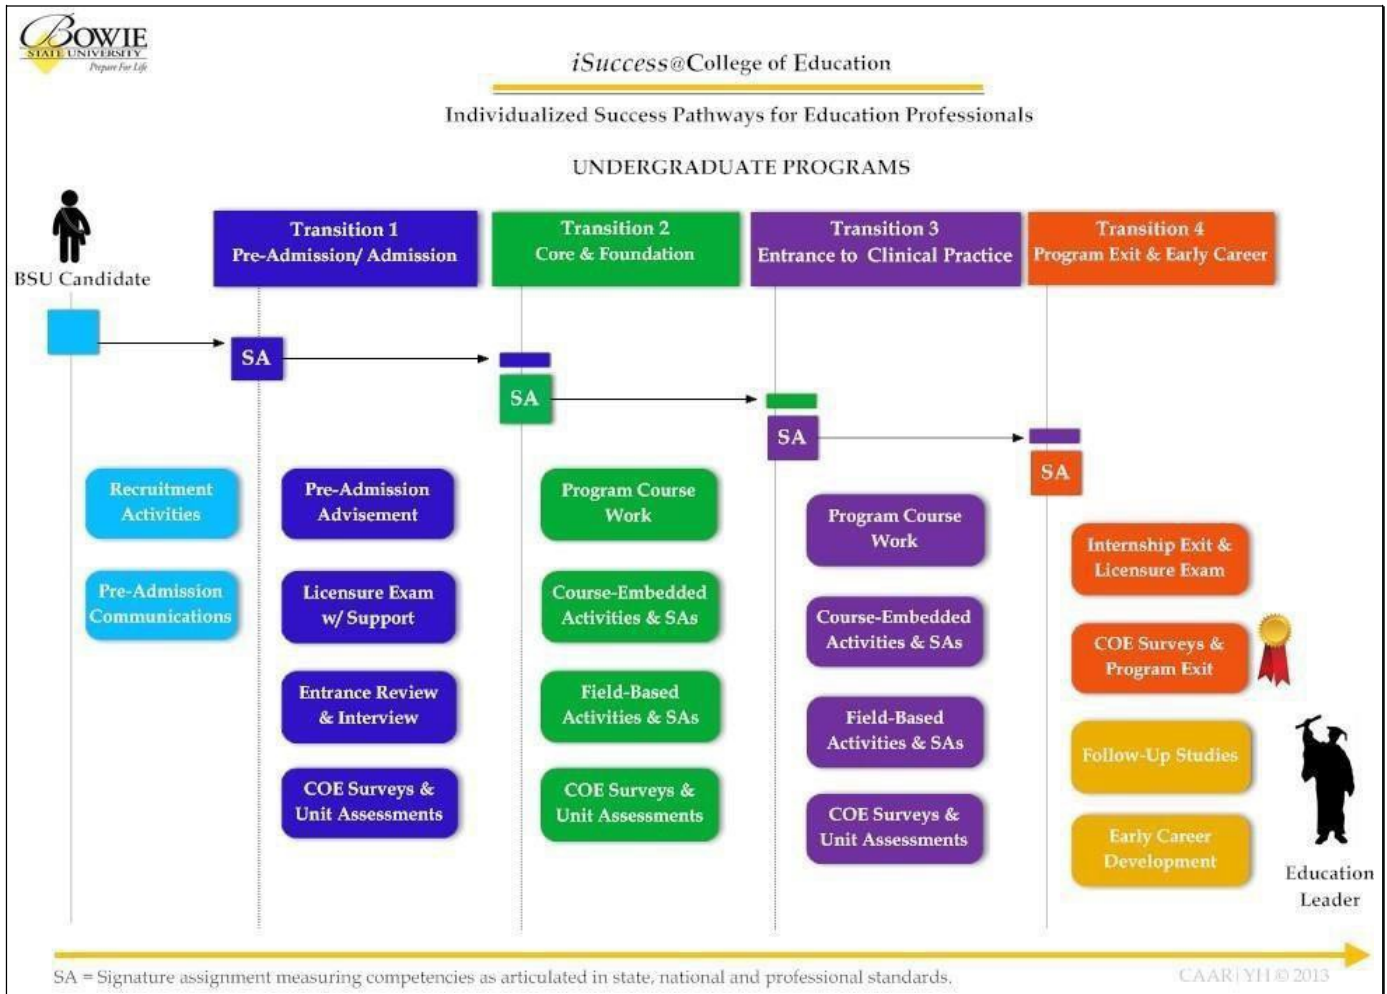 BOWIE
STATE UNIVERSITY
Prepare For Life
iSuccess@College of Education
Individualized Success Pathways for Education Professionals
UNDERGRADUATE PROGRAMS
BSU Candidate
Transition 1
Pre-Admission/ Admission
Transition 2
Core & Foundation
Transition 3
Entrance to Clinical Practice
Transition 4
Program Exit & Early Career
SA
SA
SA
SA
Recruitment
Activities
Pre-Admission
Communications
Pre-Admission
Advisement
Licensure Exam
w/ Support
Entrance Review
& Interview
COE Surveys &
Unit Assessments
Program Course
Work
Course-Embedded
Activities & SAs
Field-Based
Activities & SAs
COE Surveys &
Unit Assessments
Program Course
Work
Course-Embedded
Activities & SAs
Field-Based
Activities & SAs
COE Surveys &
Unit Assessments
Internship Exit &
Licensure Exam
COE Surveys &
Program Exit
Follow-Up Studies
Early Career
Development
Education
Leader
SA = Signature assignment measuring competencies as articulated in state, national and professional standards.
CAAR|YH © 2013